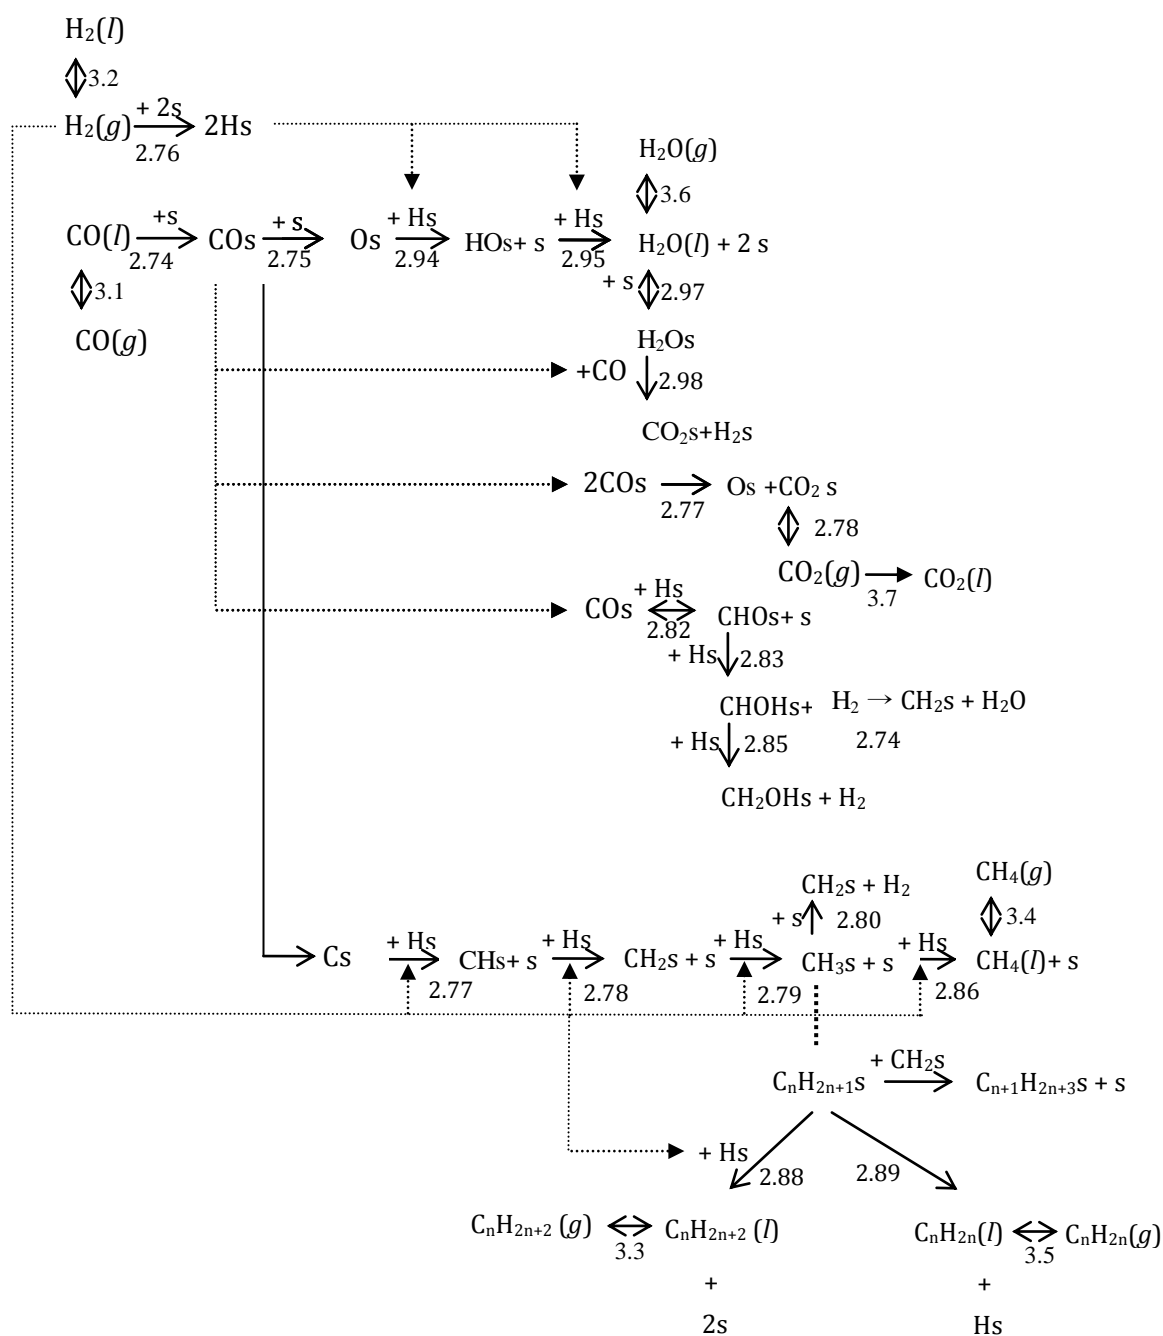 H₂(l)
3.2
H₂(g) + 2s 2Hs
2.76
H₂O(g)
3.6
CO(l) +s COs + s Os + Hs HOs+ s + Hs H₂O(l) + 2 s
2.74 2.75 2.94 2.95
+ s 2.97
3.1
CO(g)
H₂Os
+CO 2.98
CO₂s+H₂s
2COs Os +CO₂ s
2.77
2.78
CO₂(g) CO₂(l)
3.7
COs + Hs CHOs+ s
2.82
+ Hs 2.83
CHOHs+ H₂ → CH₂s + H₂O
+ Hs 2.85 2.74
CH₂OHs + H₂
CH₄(g)
CH₂s + H₂
+ s 2.80 3.4
Cs + Hs CHs+ s + Hs CH₂s + s + Hs CH₃s + s + Hs CH₄(l)+ s
2.77 2.78 2.79 2.86
CₙH₂ₙ₊₁s + CH₂s Cₙ₊₁H₂ₙ₊₃s + s
+ Hs 2.88 2.89
CₙH₂ₙ₊₂ (g) CₙH₂ₙ₊₂ (l) CₙH₂ₙ(l) CₙH₂ₙ(g)
3.3 3.5
+ +
2s Hs